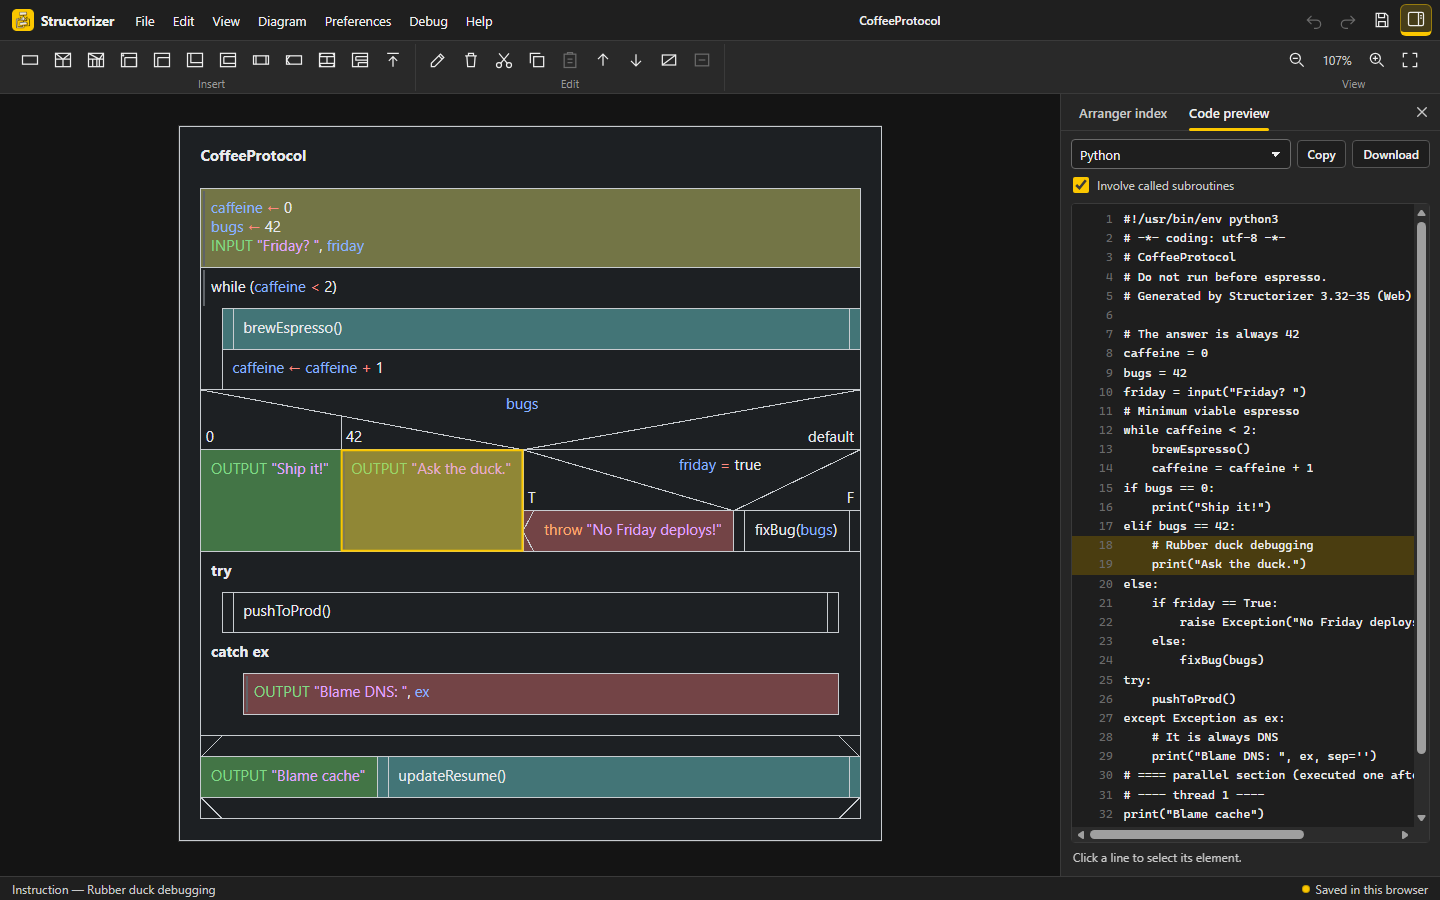 Structorizer File Edit View Diagram Preferences Debug Help CoffeeProtocol
107%
Insert Edit View
CoffeeProtocol
caffeine ← 0
bugs ← 42
INPUT "Friday? ", friday
while (caffeine < 2)
brewEspresso()
caffeine ← caffeine + 1
bugs
0 42 default
OUTPUT "Ship it!" OUTPUT "Ask the duck." friday = true
T F
throw "No Friday deploys!" fixBug(bugs)
try
pushToProd()
catch ex
OUTPUT "Blame DNS: ", ex
OUTPUT "Blame cache" updateResume()
Arranger index Code preview
Python Copy Download
Involve called subroutines
1 #!/usr/bin/env python3
2 # -*- coding: utf-8 -*-
3 # CoffeeProtocol
4 # Do not run before espresso.
5 # Generated by Structorizer 3.32-35 (Web)
6
7 # The answer is always 42
8 caffeine = 0
9 bugs = 42
10 friday = input("Friday? ")
11 # Minimum viable espresso
12 while caffeine < 2:
13 brewEspresso()
14 caffeine = caffeine + 1
15 if bugs == 0:
16 print("Ship it!")
17 elif bugs == 42:
18 # Rubber duck debugging
19 print("Ask the duck.")
20 else:
21 if friday == True:
22 raise Exception("No Friday deploys
23 else:
24 fixBug(bugs)
25 try:
26 pushToProd()
27 except Exception as ex:
28 # It is always DNS
29 print("Blame DNS: ", ex, sep='')
30 # ==== parallel section (executed one afte
31 # ---- thread 1 ----
32 print("Blame cache")
Click a line to select its element.
Instruction — Rubber duck debugging Saved in this browser